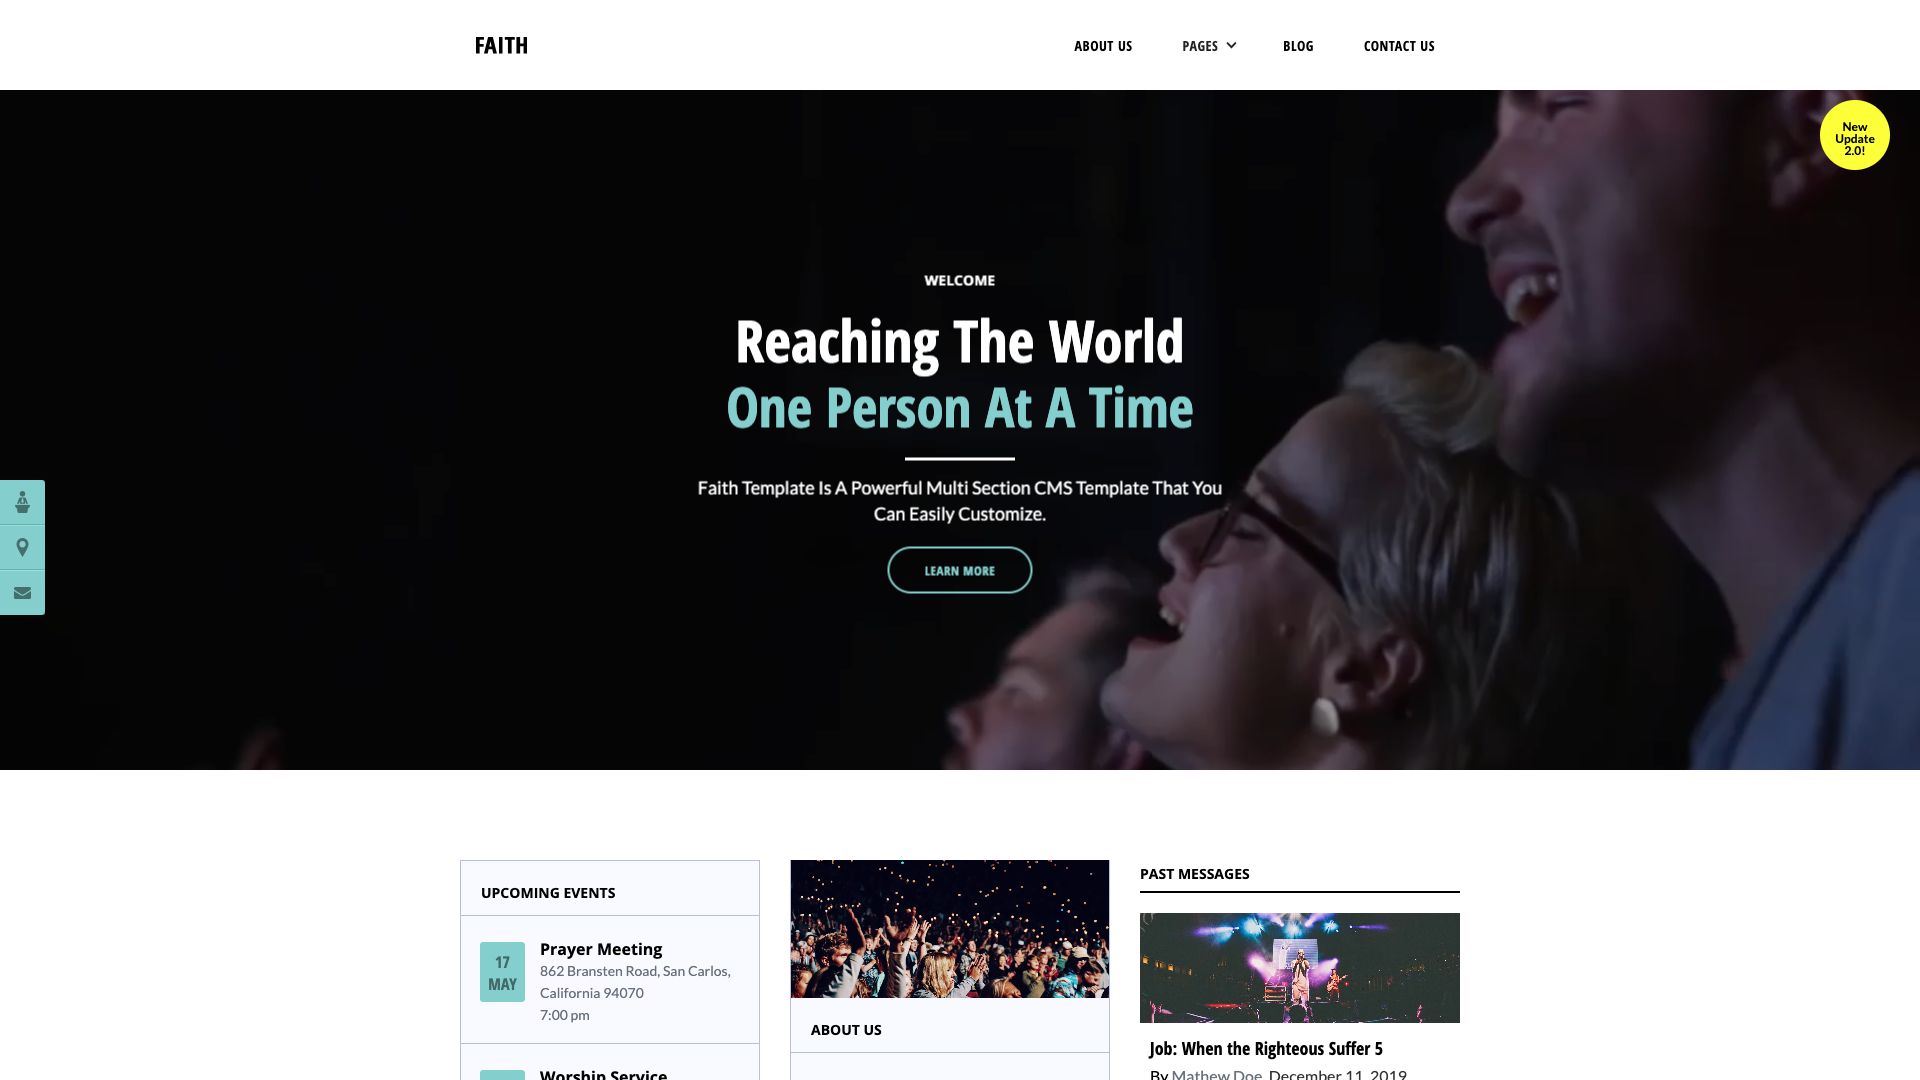 FAITH
ABOUT US
PAGES
BLOG
CONTACT US
New
Update
2.0!
WELCOME
Reaching The World
One Person At A Time
Faith Template Is A Powerful Multi Section CMS Template That You
Can Easily Customize.
LEARN MORE
UPCOMING EVENTS
17
MAY
Prayer Meeting
862 Bransten Road, San Carlos,
California 94070
7:00 pm
Worship Service
ABOUT US
PAST MESSAGES
Job: When the Righteous Suffer 5
By Mathew Doe, December 11, 2019